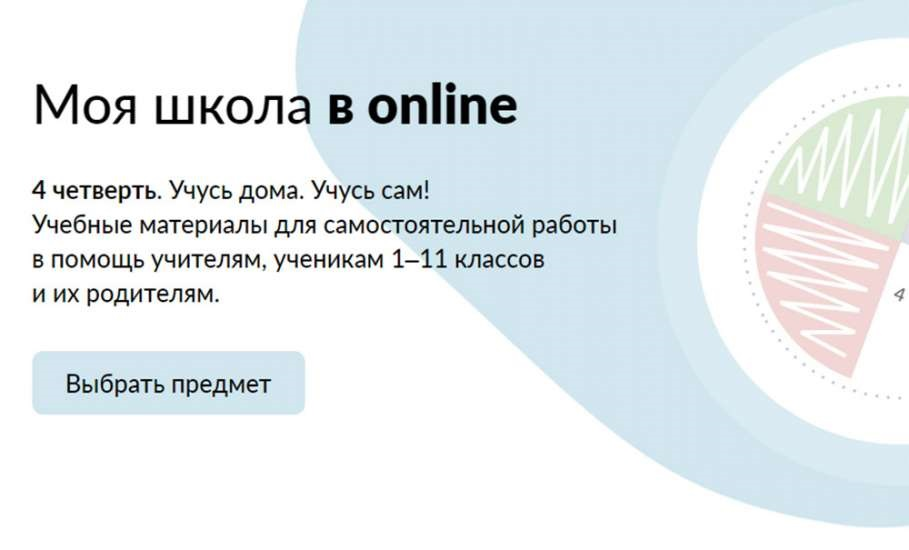 Моя школа в online
4 четверть. Учусь дома. Учусь сам!
Учебные материалы для самостоятельной работы
в помощь учителям, ученикам 1–11 классов
и их родителям.
Выбрать предмет
4